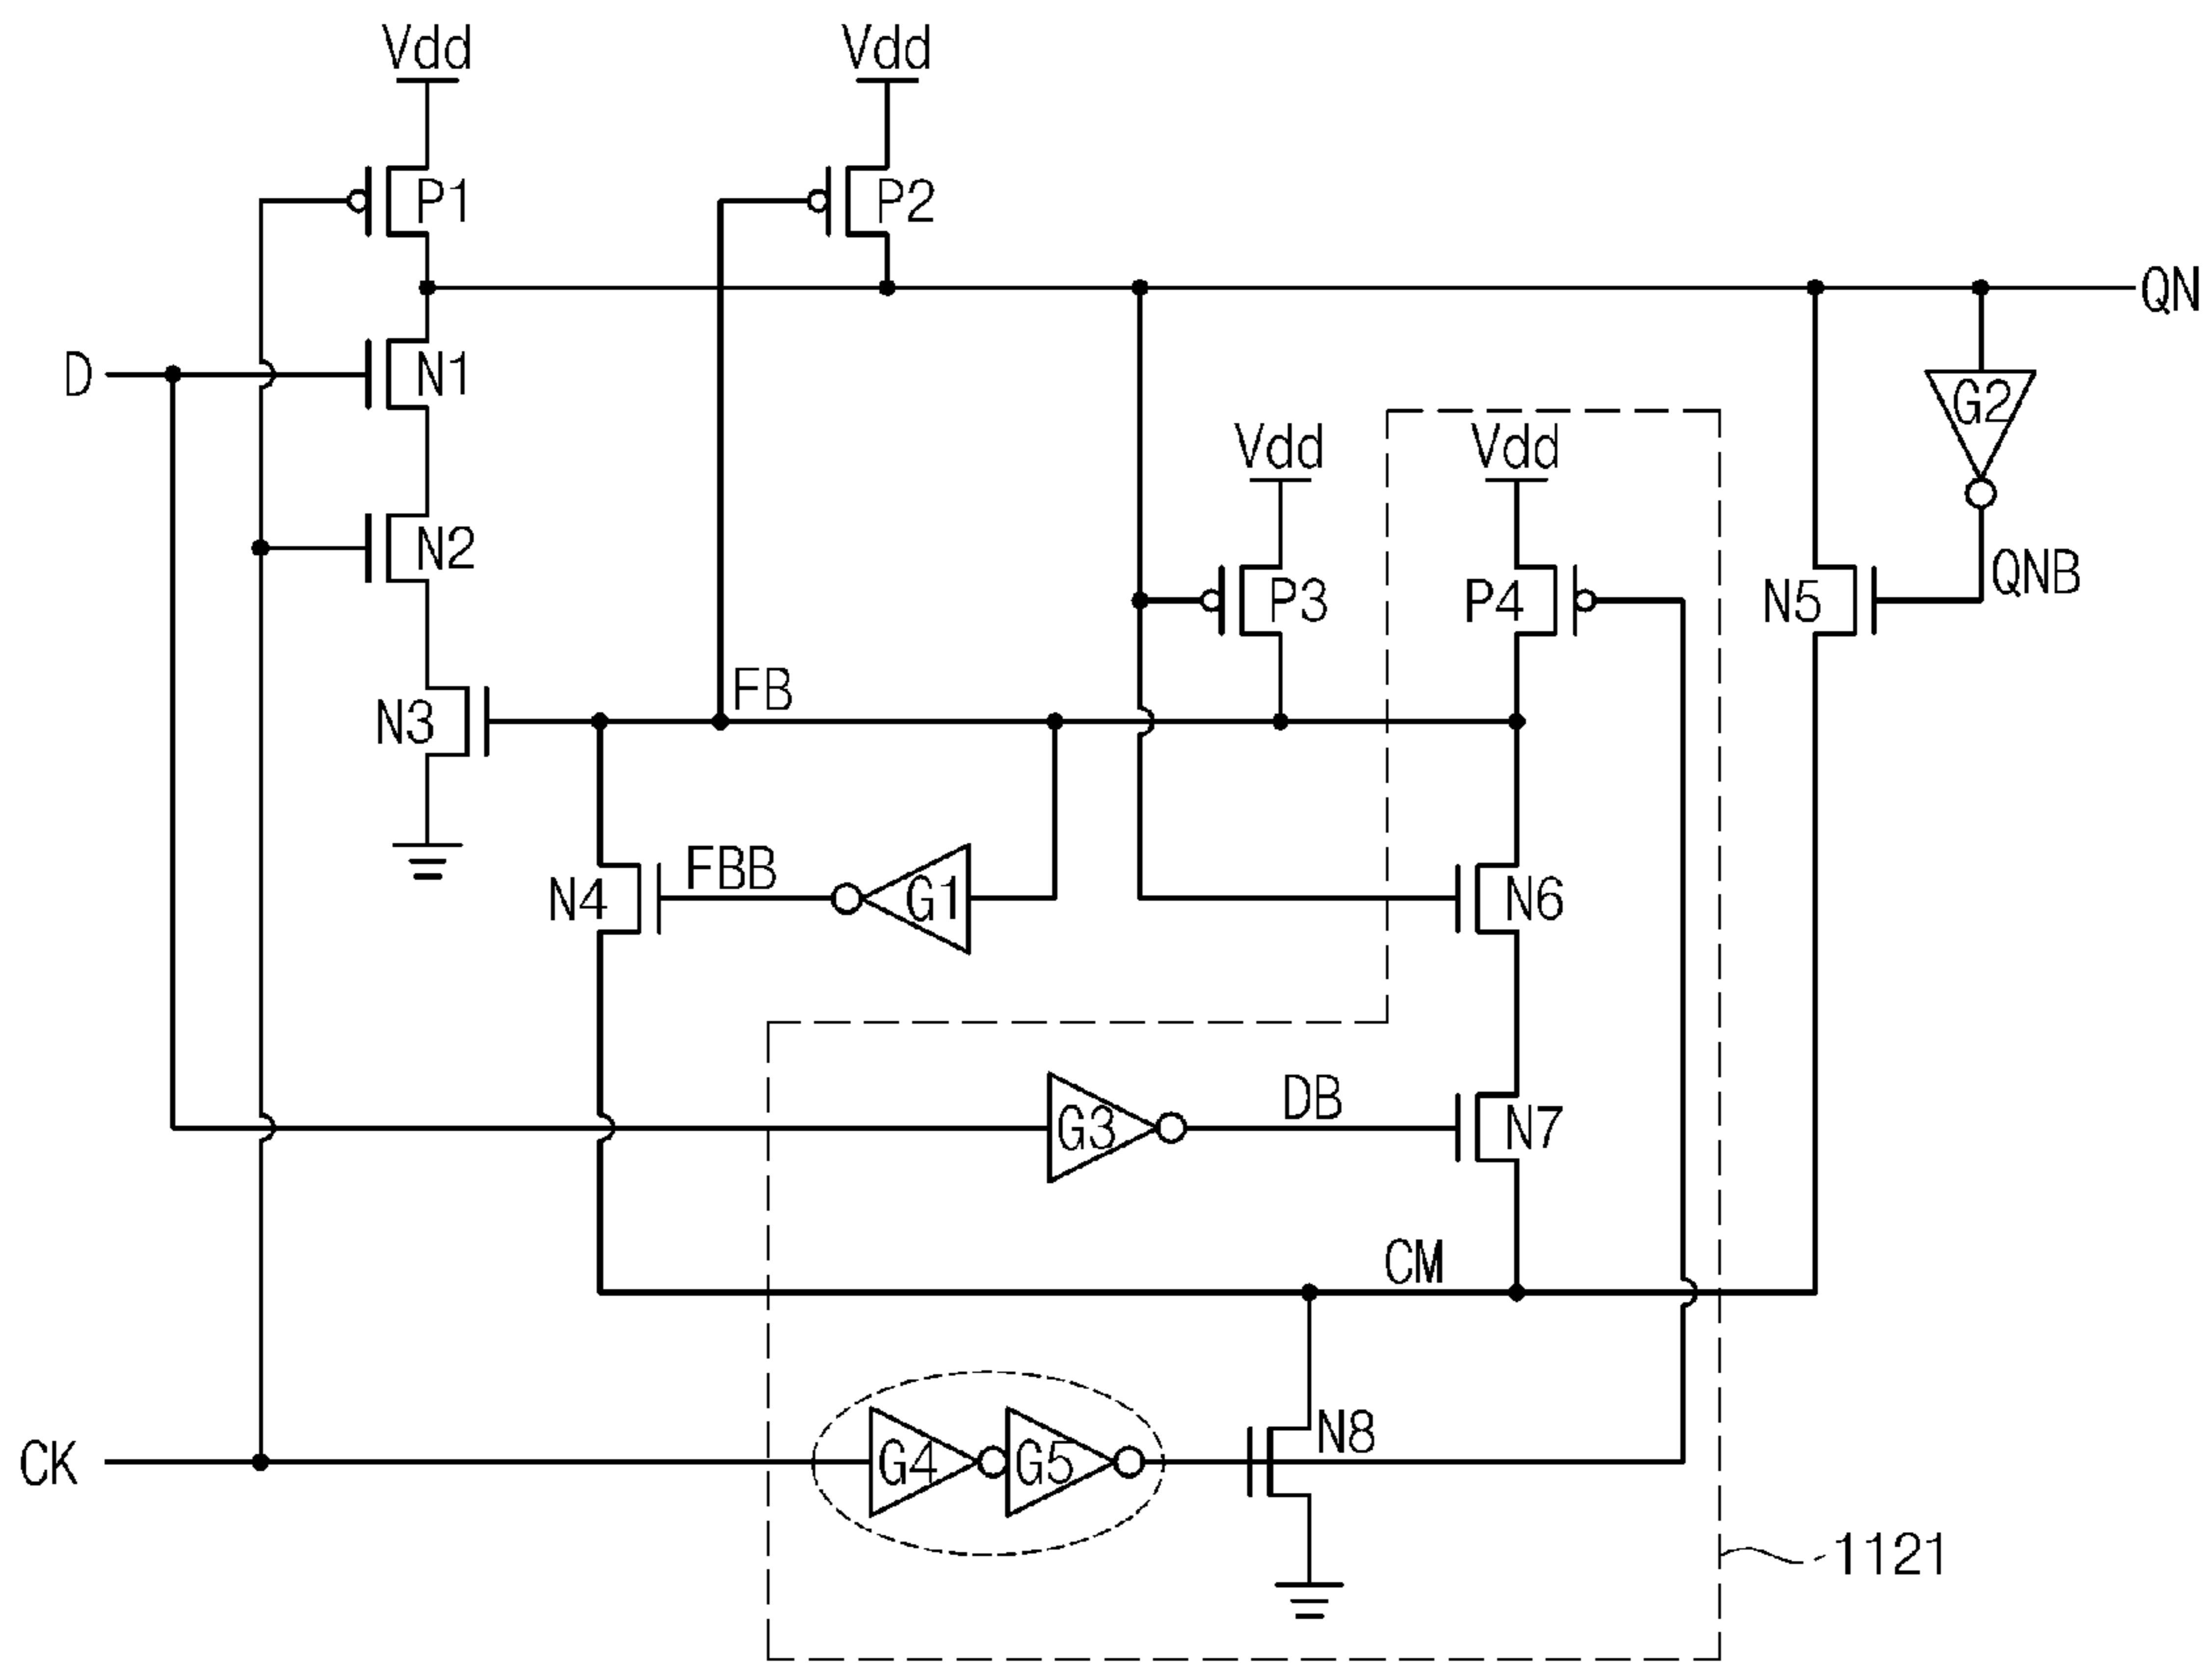 Vdd
Vdd
P1
P2
QN
D
N1
G2
Vdd
Vdd
N2
QNB
P3
P4
N5
FB
N3
FBB
N4
G1
N6
DB
G3
N7
CM
N8
CK
G4
G5
1121